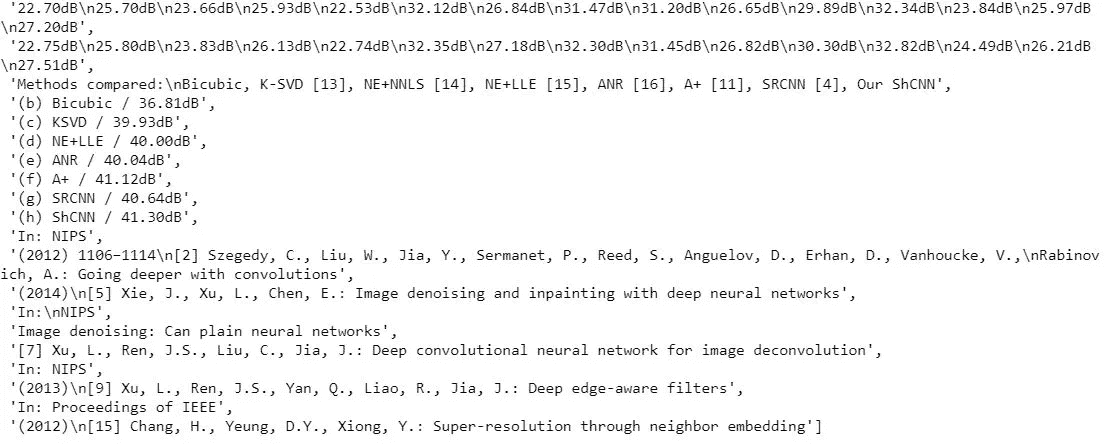 '22.70dB\n25.70dB\n23.66dB\n25.93dB\n22.53dB\n32.12dB\n26.84dB\n31.47dB\n31.20dB\n26.65dB\n29.89dB\n32.34dB\n23.84dB\n25.97dB
\n27.20dB',
'22.75dB\n25.80dB\n23.83dB\n26.13dB\n22.74dB\n32.35dB\n27.18dB\n32.30dB\n31.45dB\n26.82dB\n30.30dB\n32.82dB\n24.49dB\n26.21dB
\n27.51dB',
'Methods compared:\nBicubic, K-SVD [13], NE+NNLS [14], NE+LLE [15], ANR [16], A+ [11], SRCNN [4], Our ShCNN',
'(b) Bicubic / 36.81dB',
'(c) KSVD / 39.93dB',
'(d) NE+LLE / 40.00dB',
'(e) ANR / 40.04dB',
'(f) A+ / 41.12dB',
'(g) SRCNN / 40.64dB',
'(h) ShCNN / 41.30dB',
'In: NIPS',
'(2012) 1106–1114\n[2] Szegedy, C., Liu, W., Jia, Y., Sermanet, P., Reed, S., Anguelov, D., Erhan, D., Vanhoucke, V.,\nRabinov
ich, A.: Going deeper with convolutions',
'(2014)\n[5] Xie, J., Xu, L., Chen, E.: Image denoising and inpainting with deep neural networks',
'In:\nNIPS',
'Image denoising: Can plain neural networks',
'[7] Xu, L., Ren, J.S., Liu, C., Jia, J.: Deep convolutional neural network for image deconvolution',
'In: NIPS',
'(2013)\n[9] Xu, L., Ren, J.S., Yan, Q., Liao, R., Jia, J.: Deep edge-aware filters',
'In: Proceedings of IEEE',
'(2012)\n[15] Chang, H., Yeung, D.Y., Xiong, Y.: Super-resolution through neighbor embedding']